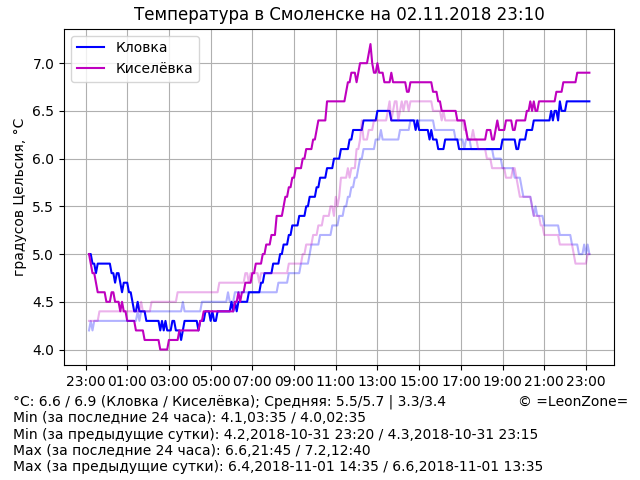 Температура в Смоленске на 02.11.2018 23:10
Кловка
Киселёвка
градусов Цельсия, °C
7.0
6.5
6.0
5.5
5.0
4.5
4.0
23:00 01:00 03:00 05:00 07:00 09:00 11:00 13:00 15:00 17:00 19:00 21:00 23:00
°C: 6.6 / 6.9 (Кловка / Киселёвка); Средняя: 5.5/5.7 | 3.3/3.4 © =LeonZone=
Min (за последние 24 часа): 4.1,03:35 / 4.0,02:35
Min (за предыдущие сутки): 4.2,2018-10-31 23:20 / 4.3,2018-10-31 23:15
Max (за последние 24 часа): 6.6,21:45 / 7.2,12:40
Max (за предыдущие сутки): 6.4,2018-11-01 14:35 / 6.6,2018-11-01 13:35